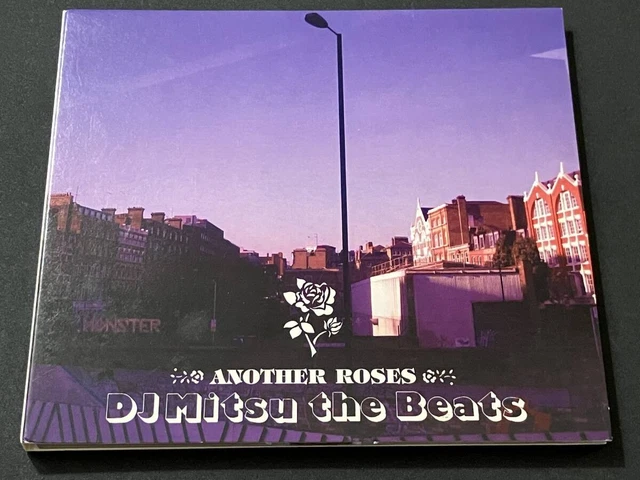 MONSTER
ANOTHER ROSES
DJ Mitsu the Beats